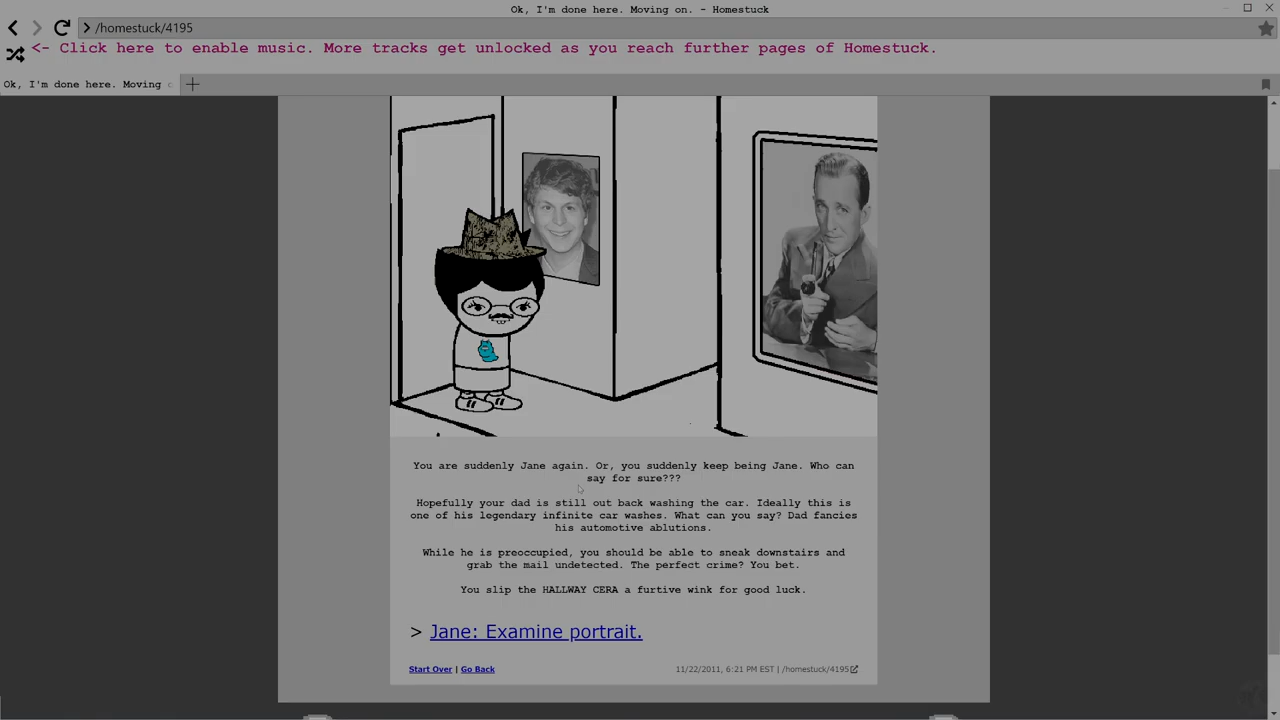 Ok, I'm done here. Moving on. - Homestuck
> /homestuck/4195
<- Click here to enable music. More tracks get unlocked as you reach further pages of Homestuck.
Ok, I'm done here. Moving
You are suddenly Jane again. Or, you suddenly keep being Jane. Who can
say for sure???
Hopefully your dad is still out back washing the car. Ideally this is
one of his legendary infinite car washes. What can you say? Dad fancies
his automotive ablutions.
While he is preoccupied, you should be able to sneak downstairs and
grab the mail undetected. The perfect crime? You bet.
You slip the HALLWAY CERA a furtive wink for good luck.
> Jane: Examine portrait.
Start Over | Go Back
11/22/2011, 6:21 PM EST | /homestuck/4195